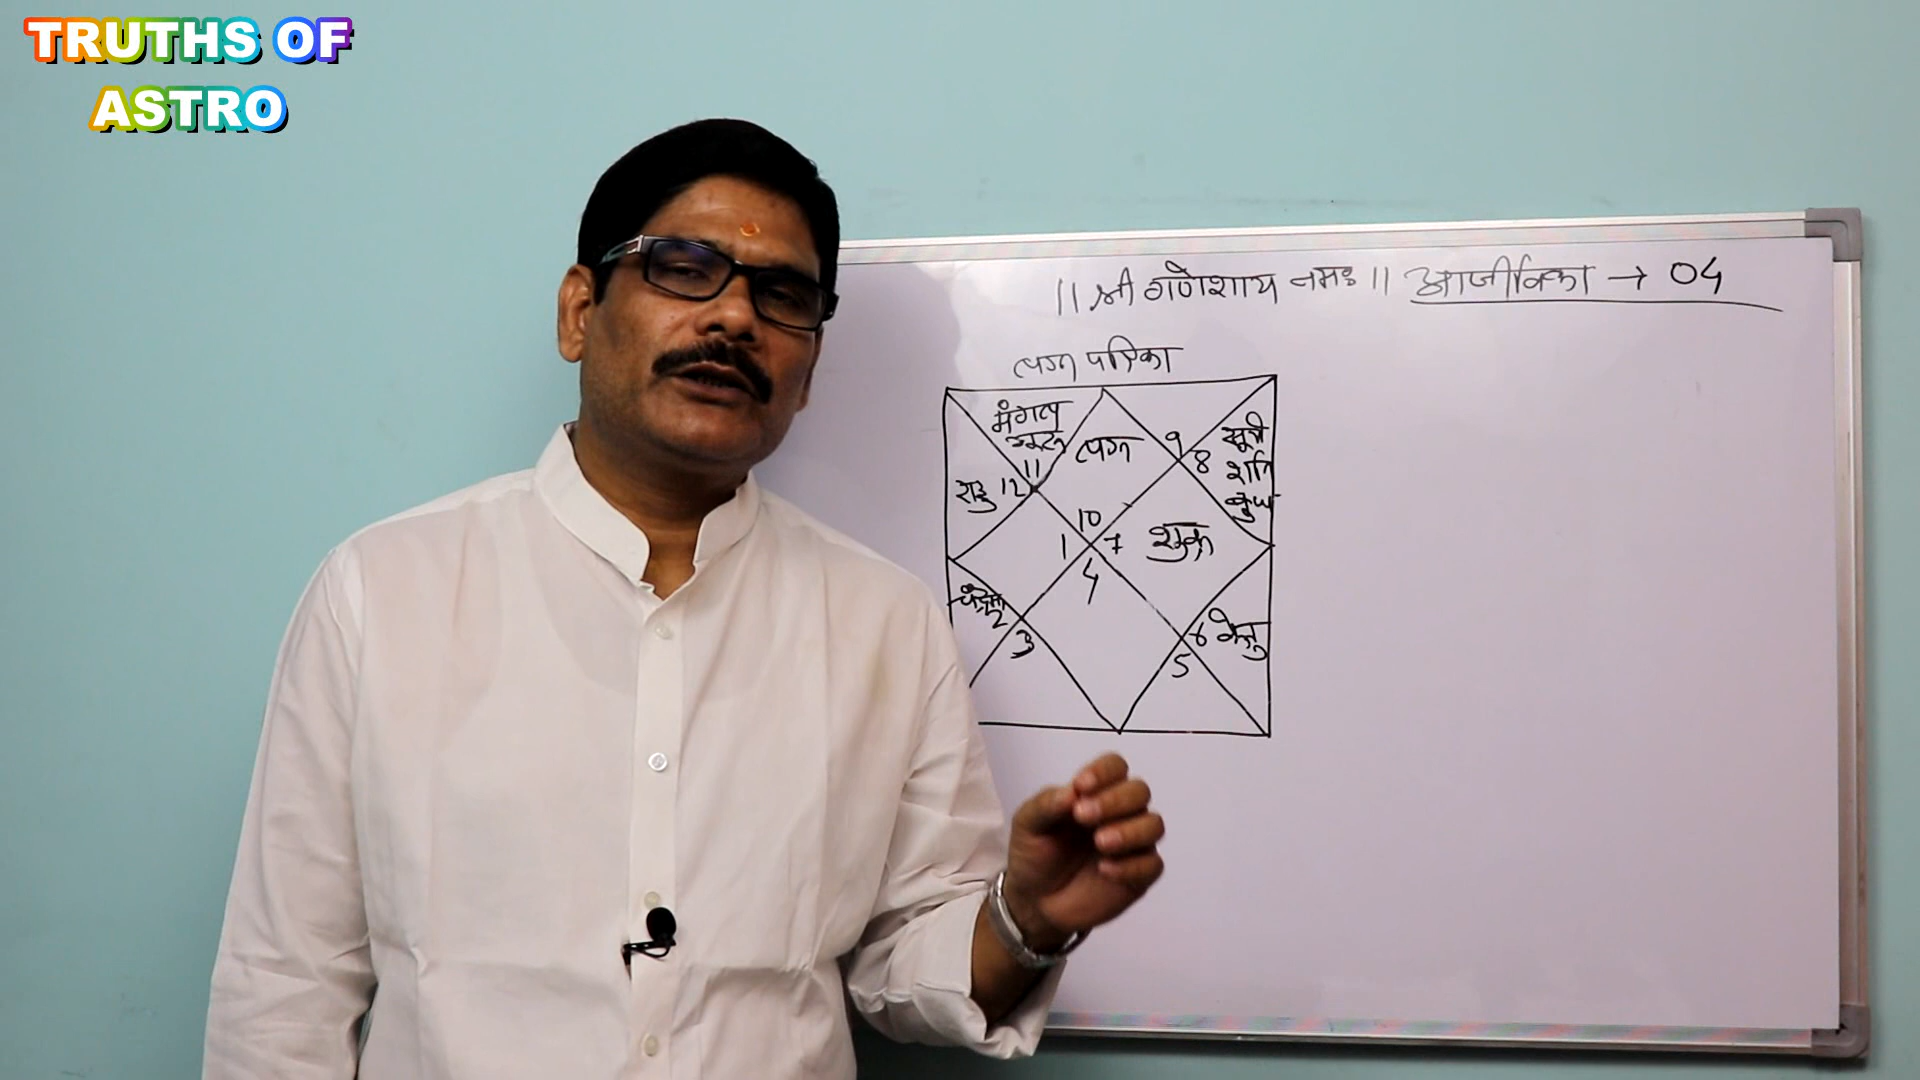 TRUTHS OF
ASTRO
।। श्री गणेशाय नमः ।। आजीविका → 04
लग्न पत्रिका
मंगल
लग्न
11
राहु 12
9
8
सूर्य
शनि
बुध
10
1
7 शुक्र
4
चंद्रमा
2
3
6 केतु
5